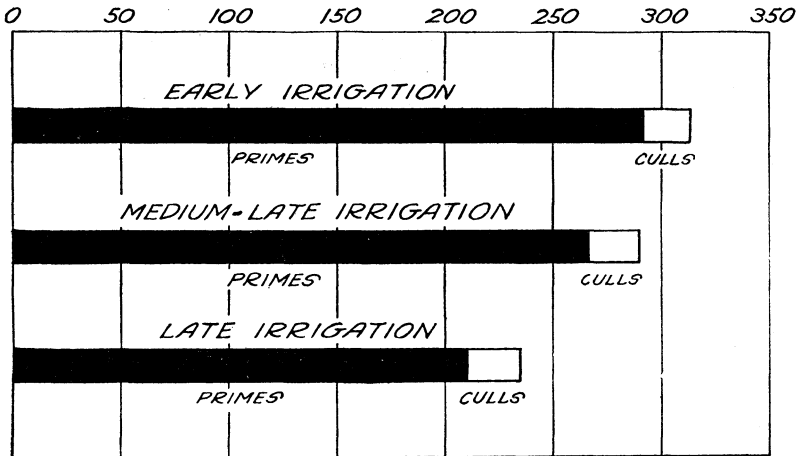 0 50 100 150 200 250 300 350
EARLY IRRIGATION
PRIMES CULLS
MEDIUM-LATE IRRIGATION
PRIMES CULLS
LATE IRRIGATION
PRIMES CULLS